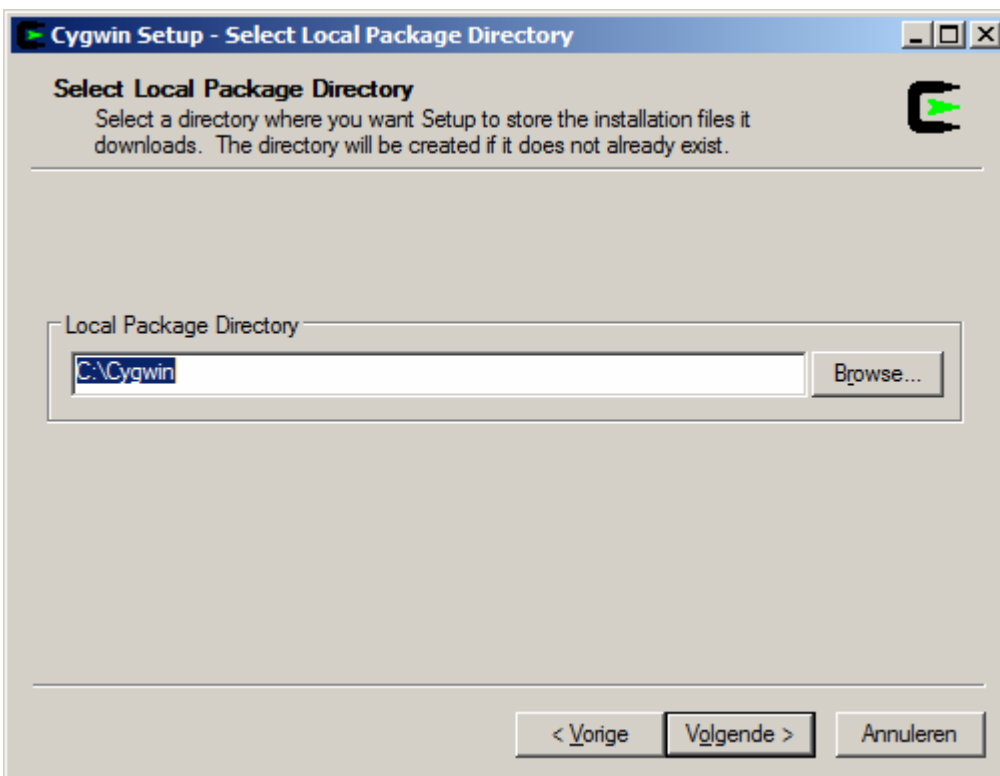 Cygwin Setup - Select Local Package Directory
Select Local Package Directory
Select a directory where you want Setup to store the installation files it
downloads. The directory will be created if it does not already exist.
Local Package Directory
C:\Cygwin
Browse...
< Vorige
Volgende >
Annuleren